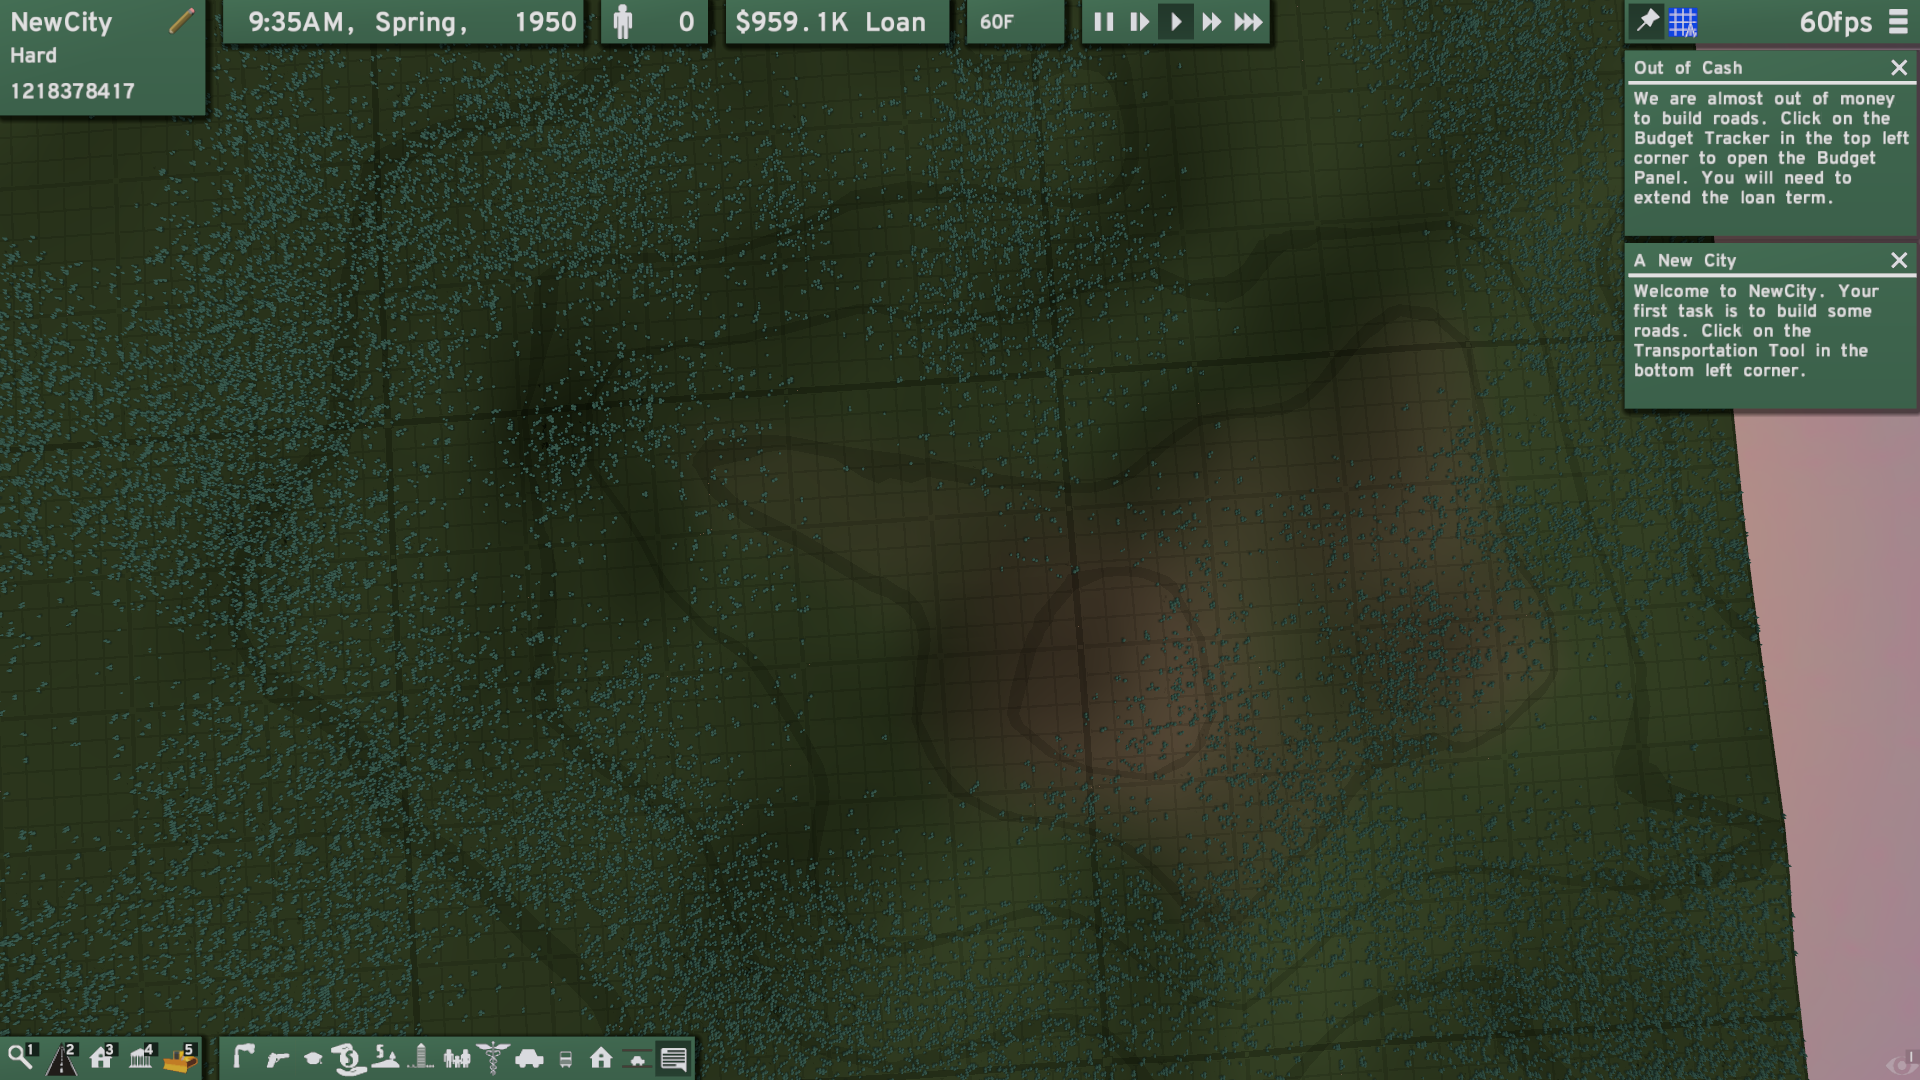 NewCity
Hard
1218378417
9:35AM, Spring, 1950
0
$959.1K Loan
60F
60fps
Out of Cash
We are almost out of money
to build roads. Click on the
Budget Tracker in the top left
corner to open the Budget
Panel. You will need to
extend the loan term.
A New City
Welcome to NewCity. Your
first task is to build some
roads. Click on the
Transportation Tool in the
bottom left corner.
1 2 3 4 5